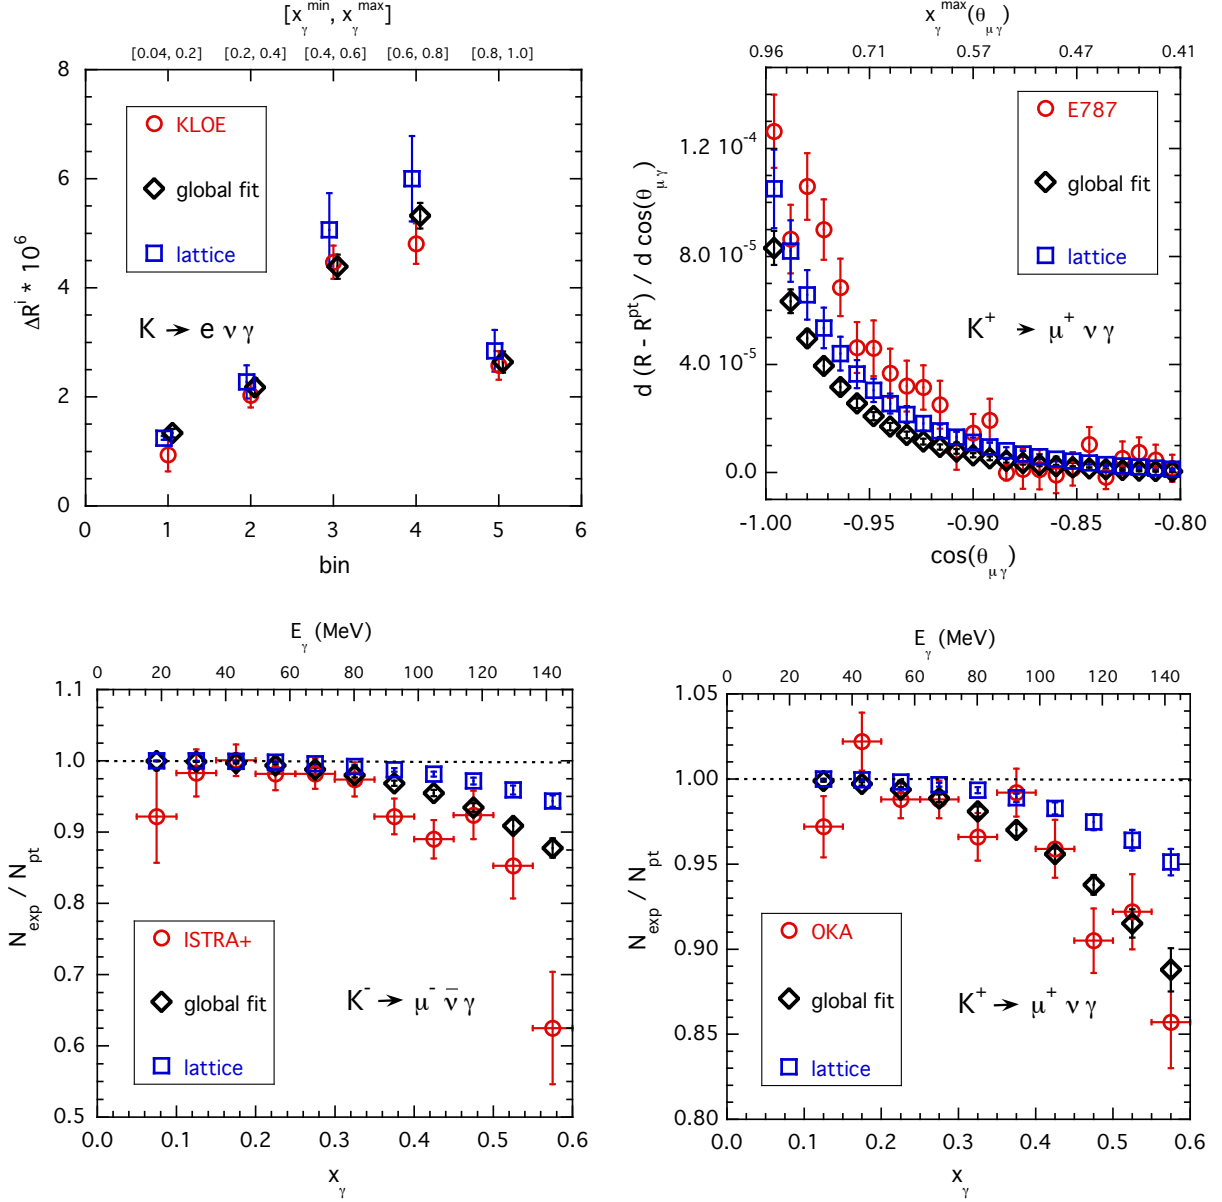 [x_γ^min, x_γ^max]
[0.04, 0.2] [0.2, 0.4] [0.4, 0.6] [0.6, 0.8] [0.8, 1.0]
8
6
4
2
0
ΔR^i * 10^6
KLOE
global fit
lattice
K → e ν γ
0 1 2 3 4 5 6
bin
x_γ^max(θ_μγ)
0.96 0.71 0.57 0.47 0.41
1.2 10^-4
8.0 10^-5
4.0 10^-5
0.0
d (R - R^pt) / d cos(θ_μγ)
E787
global fit
lattice
K^+ → μ^+ ν γ
-1.00 -0.95 -0.90 -0.85 -0.80
cos(θ_μγ)
E_γ (MeV)
0 20 40 60 80 100 120 140
1.1
1.0
0.9
0.8
0.7
0.6
0.5
N_exp / N_pt
ISTRA+
global fit
lattice
K^- → μ^- ν̄ γ
0.0 0.1 0.2 0.3 0.4 0.5 0.6
x_γ
E_γ (MeV)
0 20 40 60 80 100 120 140
1.05
1.00
0.95
0.90
0.85
0.80
N_exp / N_pt
OKA
global fit
lattice
K^+ → μ^+ ν γ
0.0 0.1 0.2 0.3 0.4 0.5 0.6
x_γ